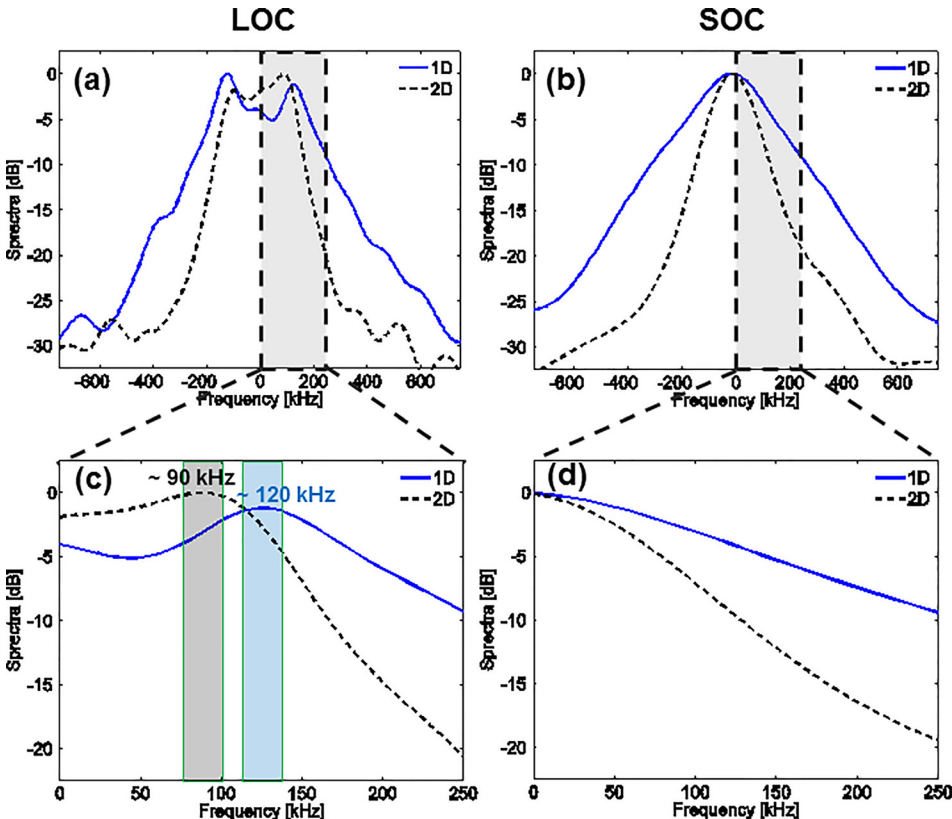 LOC SOC
(a) 1D
2D
0
-5
-10
-15
-20
-25
-30
Spectra [dB]
-600 -400 -200 0 200 400 600
Frequency [kHz]
(b) 1D
2D
0
-5
-10
-15
-20
-25
-30
Spectra [dB]
-600 -400 -200 0 200 400 600
Frequency [kHz]
(c) ~ 90 kHz 1D
~ 120 kHz 2D
0
-5
-10
-15
-20
Spectra [dB]
0 50 100 150 200 250
Frequency [kHz]
(d) 1D
2D
0
-5
-10
-15
-20
Spectra [dB]
0 50 100 150 200 250
Frequency [kHz]